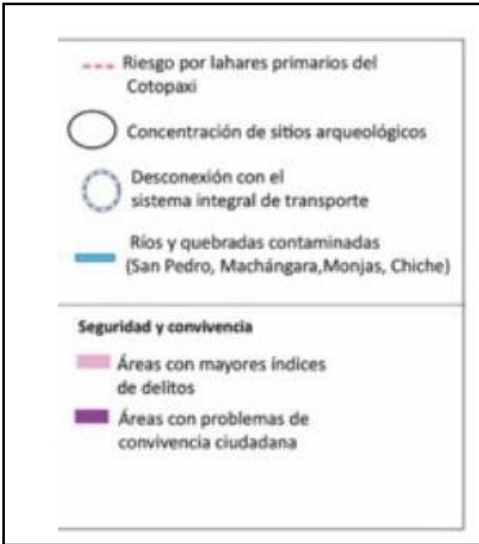 Riesgo por lahares primarios del
Cotopaxi
Concentración de sitios arqueológicos
Desconexión con el
sistema integral de transporte
Ríos y quebradas contaminadas
(San Pedro, Machángara,Monjas, Chiche)
Seguridad y convivencia
Áreas con mayores índices
de delitos
Áreas con problemas de
convivencia ciudadana